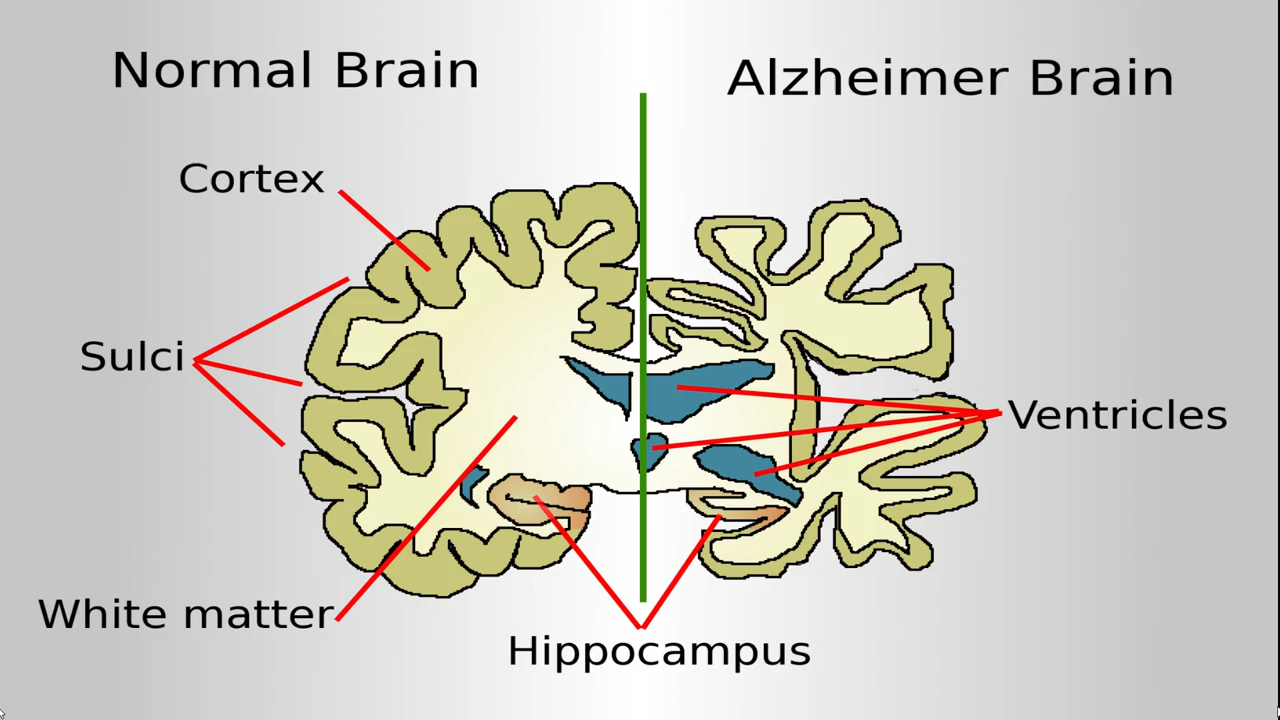 Normal Brain
Alzheimer Brain
Cortex
Sulci
Ventricles
White matter
Hippocampus